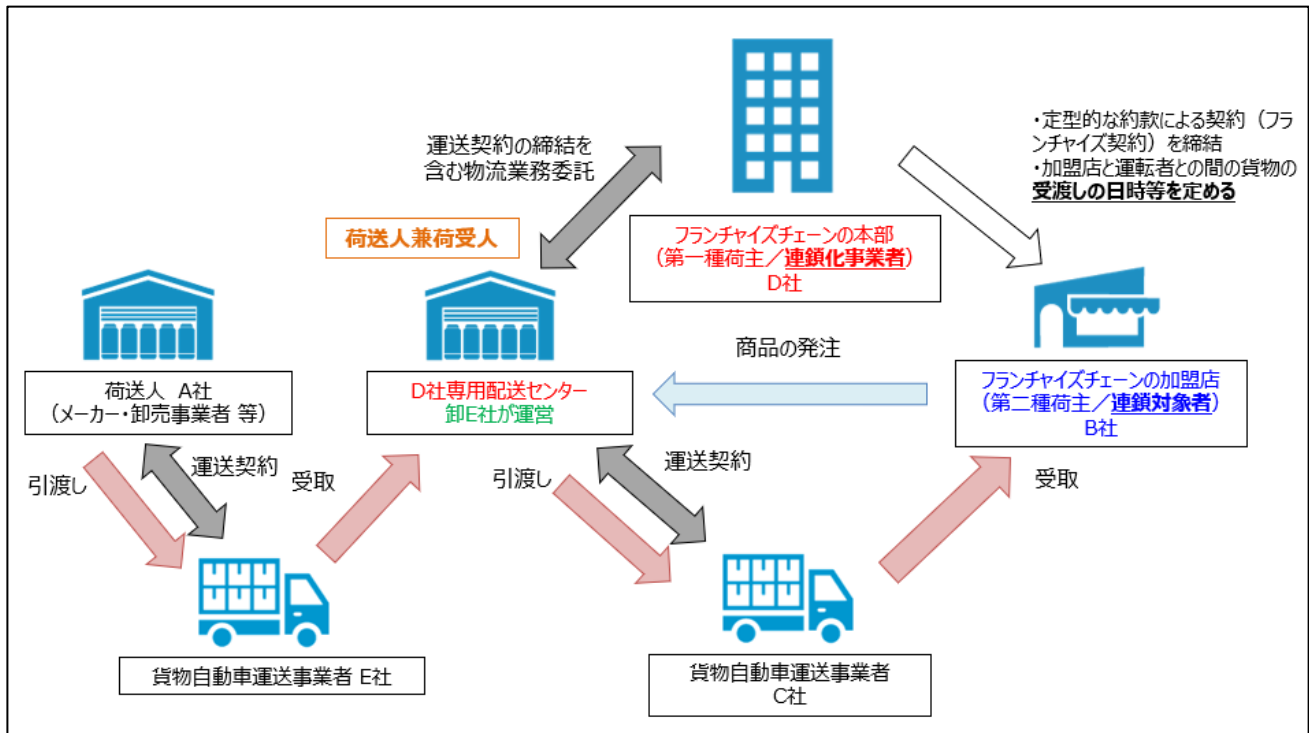 運送契約の締結を
含む物流業務委託
・定型的な約款による契約（フラ
ンチャイズ契約）を締結
・加盟店と運転者との間の貨物の
受渡しの日時等を定める
荷送人兼荷受人
フランチャイズチェーンの本部
（第一種荷主／連鎖化事業者）
D社
商品の発注
荷送人 A社
（メーカー・卸売事業者 等）
D社専用配送センター
卸E社が運営
フランチャイズチェーンの加盟店
（第二種荷主／連鎖対象者）
B社
引渡し
運送契約
受取
引渡し
運送契約
受取
貨物自動車運送事業者 E社
貨物自動車運送事業者
C社